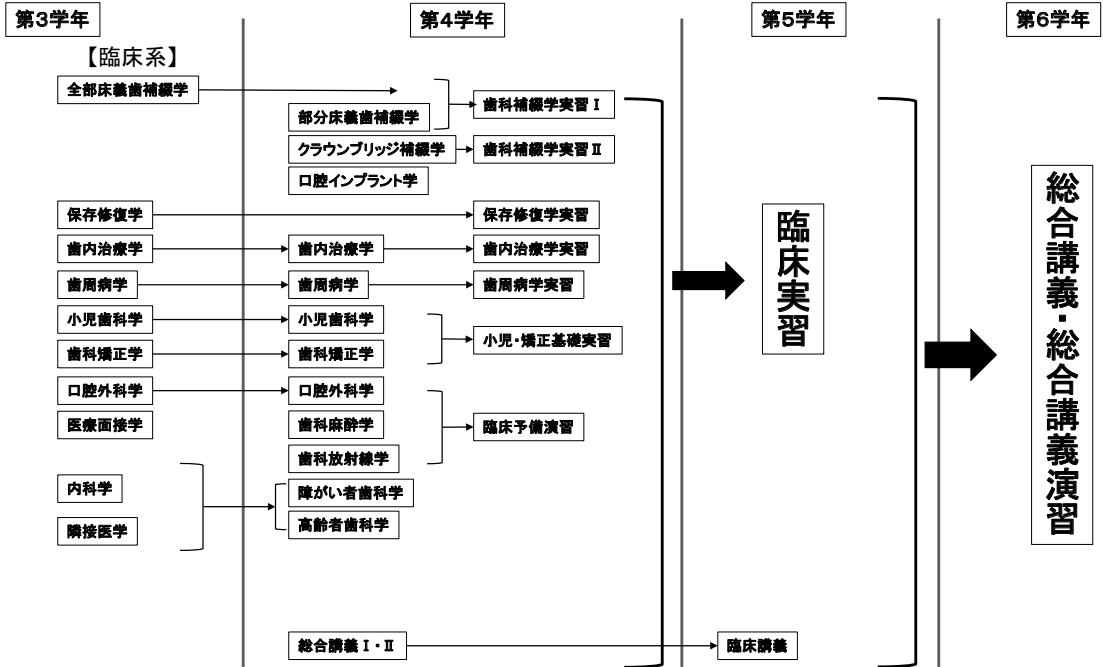 第3学年
第4学年
第5学年
第6学年
【臨床系】
全部床義歯補綴学
部分床義歯補綴学
歯科補綴学実習Ⅰ
クラウンブリッジ補綴学
歯科補綴学実習Ⅱ
口腔インプラント学
保存修復学
保存修復学実習
歯内治療学
歯内治療学
歯内治療学実習
歯周病学
歯周病学
歯周病学実習
小児歯科学
小児歯科学
小児・矯正基礎実習
歯科矯正学
歯科矯正学
口腔外科学
口腔外科学
医療面接学
歯科麻酔学
臨床予備演習
歯科放射線学
内科学
障がい者歯科学
隣接医学
高齢者歯科学
総合講義Ⅰ・Ⅱ
臨床講義
臨床実習
総合講義・総合講義演習